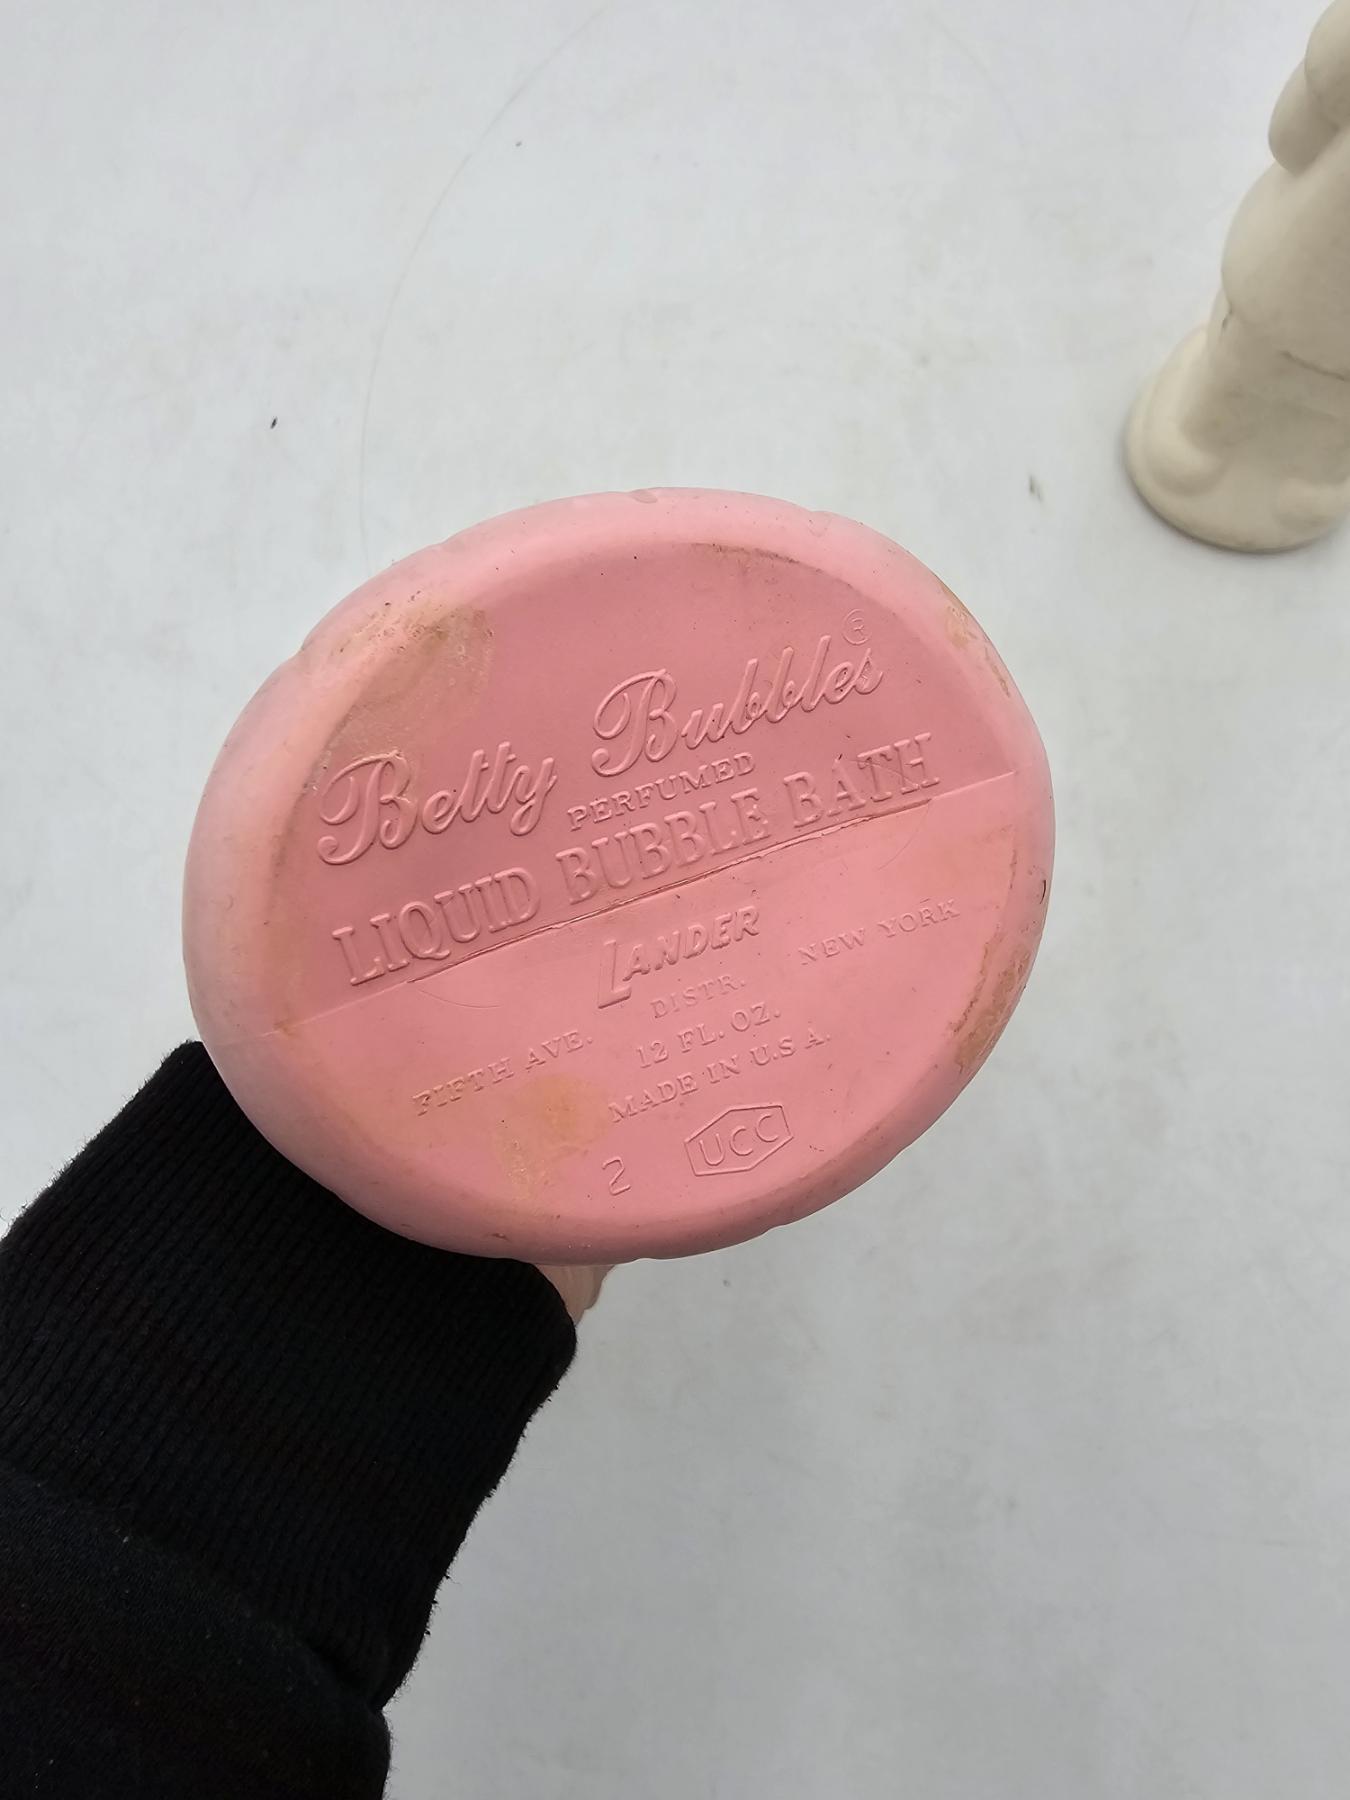 Betty Bubbles®
PERFUMED
LIQUID BUBBLE BATH
LANDER
DISTR.
FIFTH AVE. NEW YORK
12 FL. OZ.
MADE IN U.S.A.
2 UCC